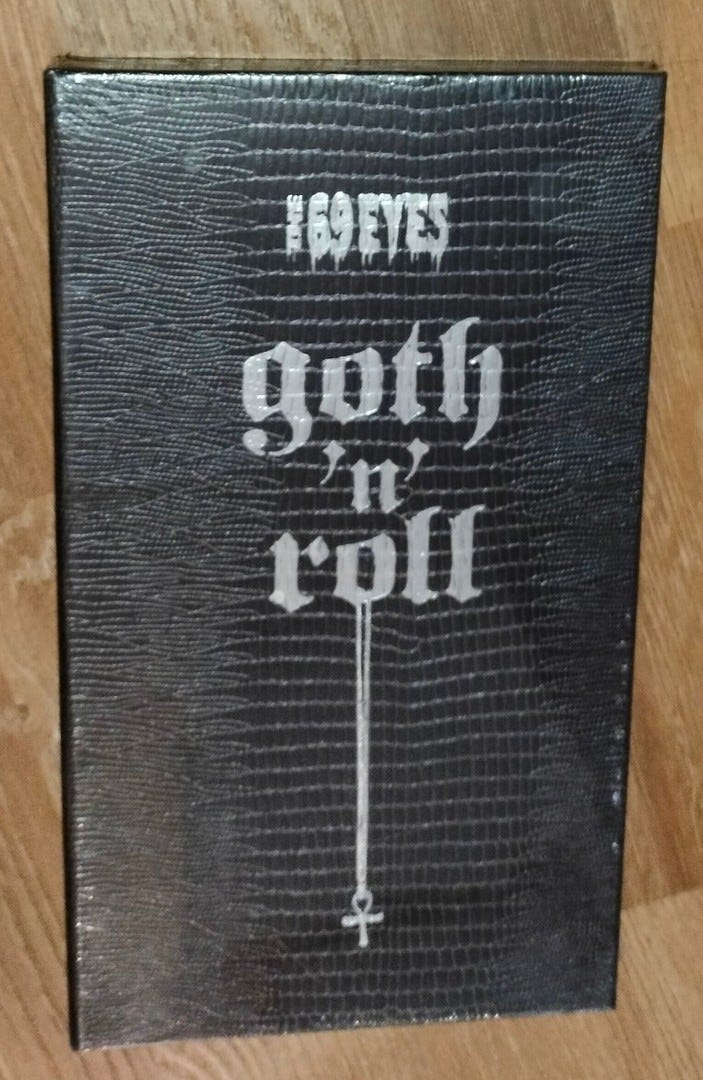 THE 69 EYES
goth
'n'
roll